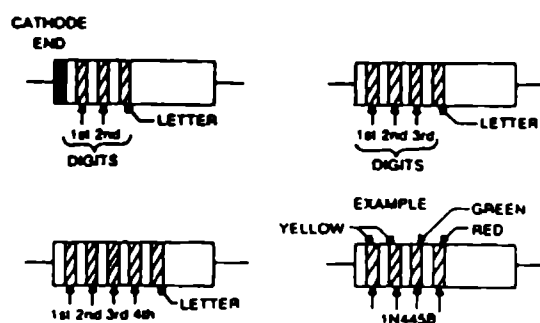 CATHODE
END
1st 2nd
LETTER
DIGITS
1st 2nd 3rd
LETTER
DIGITS
1st 2nd 3rd 4th
LETTER
EXAMPLE
YELLOW
GREEN
RED
1N445B